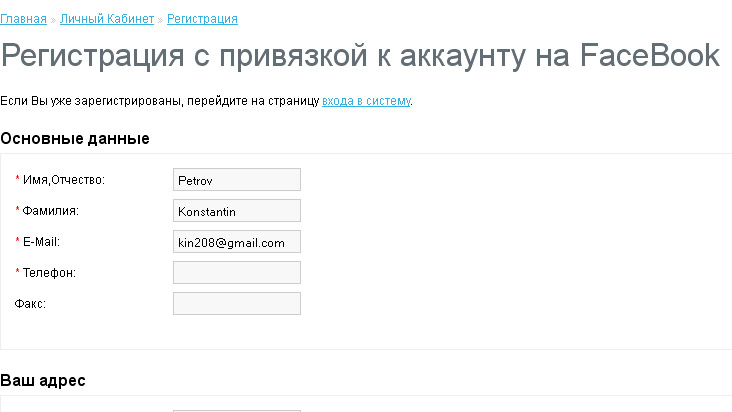 Главная » Личный Кабинет » Регистрация
Регистрация с привязкой к аккаунту на FaceBook
Если Вы уже зарегистрированы, перейдите на страницу входа в систему.
Основные данные
* Имя,Отчество: Petrov
* Фамилия: Konstantin
* E-Mail: kin208@gmail.com
* Телефон:
Факс:
Ваш адрес